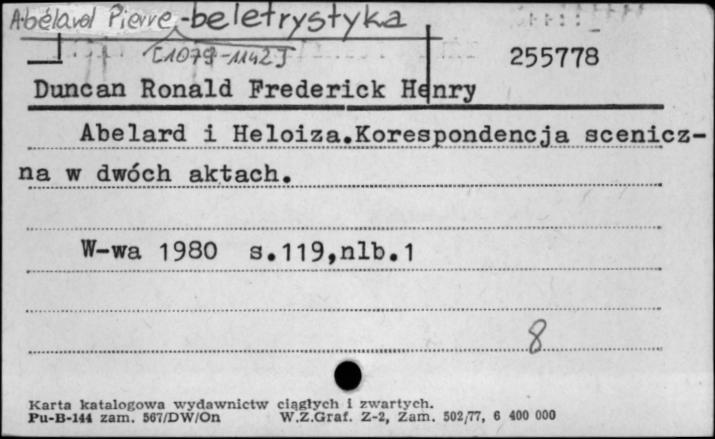 Abélard Pierre -beletrystyka
[1079-1142]
255778
Duncan Ronald Frederick Henry
Abelard i Heloiza.Korespondencja scenicz-
na w dwóch aktach.
W-wa 1980 s.119,nlb.1
8
Karta katalogowa wydawnictw ciągłych i zwartych.
Pu-B-144 zam. 567/DW/On W.Z.Graf. Z-2, Zam. 502/77, 6 400 000